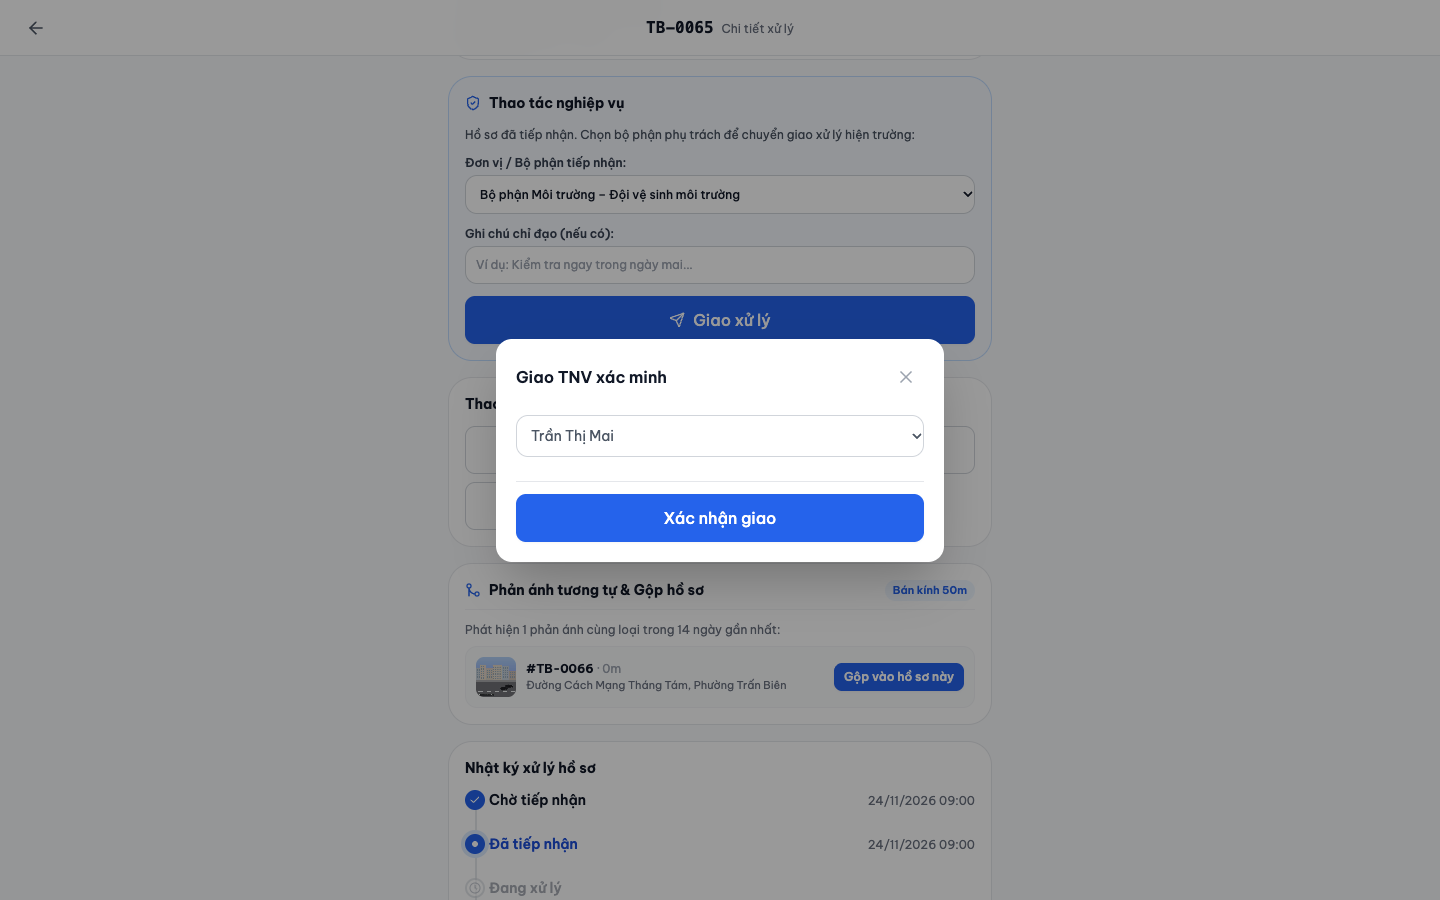 TB–0065 Chi tiết xử lý
Thao tác nghiệp vụ
Hồ sơ đã tiếp nhận. Chọn bộ phận phụ trách để chuyển giao xử lý hiện trường:
Đơn vị / Bộ phận tiếp nhận:
Bộ phận Môi trường – Đội vệ sinh môi trường
Ghi chú chỉ đạo (nếu có):
Ví dụ: Kiểm tra ngay trong ngày mai...
Giao xử lý
Giao TNV xác minh
Trần Thị Mai
Xác nhận giao
Phản ánh tương tự & Gộp hồ sơ
Bán kính 50m
Phát hiện 1 phản ánh cùng loại trong 14 ngày gần nhất:
#TB-0066 · 0m
Đường Cách Mạng Tháng Tám, Phường Trấn Biên
Gộp vào hồ sơ này
Nhật ký xử lý hồ sơ
Chờ tiếp nhận 24/11/2026 09:00
Đã tiếp nhận 24/11/2026 09:00
Đang xử lý